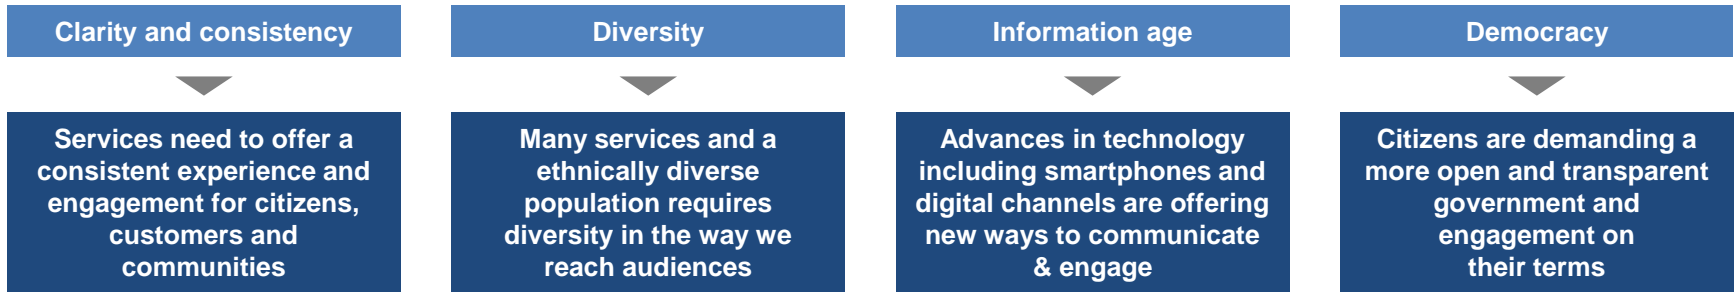 Clarity and consistency
Services need to offer a
consistent experience and
engagement for citizens,
customers and
communities
Diversity
Many services and a
ethnically diverse
population requires
diversity in the way we
reach audiences
Information age
Advances in technology
including smartphones and
digital channels are offering
new ways to communicate
& engage
Democracy
Citizens are demanding a
more open and transparent
government and
engagement on
their terms